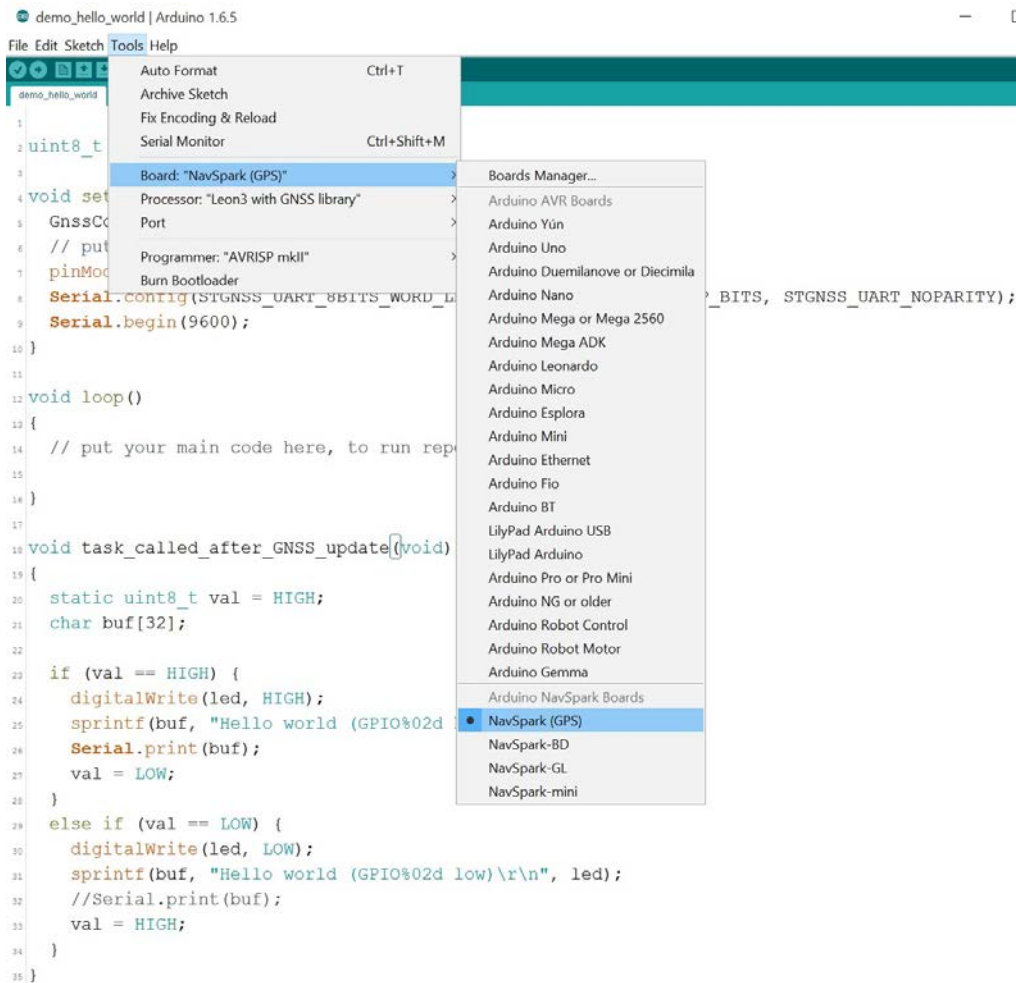 demo_hello_world | Arduino 1.6.5
File Edit Sketch Tools Help
demo_hello_world
Auto Format Ctrl+T
Archive Sketch
Fix Encoding & Reload
Serial Monitor Ctrl+Shift+M
Board: "NavSpark (GPS)"
Processor: "Leon3 with GNSS library"
Port
Programmer: "AVRISP mkII"
Burn Bootloader
Boards Manager...
Arduino AVR Boards
Arduino Yún
Arduino Uno
Arduino Duemilanove or Diecimila
Arduino Nano
Arduino Mega or Mega 2560
Arduino Mega ADK
Arduino Leonardo
Arduino Micro
Arduino Esplora
Arduino Mini
Arduino Ethernet
Arduino Fio
Arduino BT
LilyPad Arduino USB
LilyPad Arduino
Arduino Pro or Pro Mini
Arduino NG or older
Arduino Robot Control
Arduino Robot Motor
Arduino Gemma
Arduino NavSpark Boards
NavSpark (GPS)
NavSpark-BD
NavSpark-GL
NavSpark-mini
1
2 uint8_t
3
4 void set
5 GnssCo
6 // put
7 pinMod
8 Serial.config(STGNSS_UART_8BITS_WORD_L P_BITS, STGNSS_UART_NOPARITY);
9 Serial.begin(9600);
10 }
11
12 void loop()
13 {
14 // put your main code here, to run rep
15
16 }
17
18 void task_called_after_GNSS_update(void)
19 {
20 static uint8_t val = HIGH;
21 char buf[32];
22
23 if (val == HIGH) {
24 digitalWrite(led, HIGH);
25 sprintf(buf, "Hello world (GPIO%02d
26 Serial.print(buf);
27 val = LOW;
28 }
29 else if (val == LOW) {
30 digitalWrite(led, LOW);
31 sprintf(buf, "Hello world (GPIO%02d low)\r\n", led);
32 //Serial.print(buf);
33 val = HIGH;
34 }
35 }